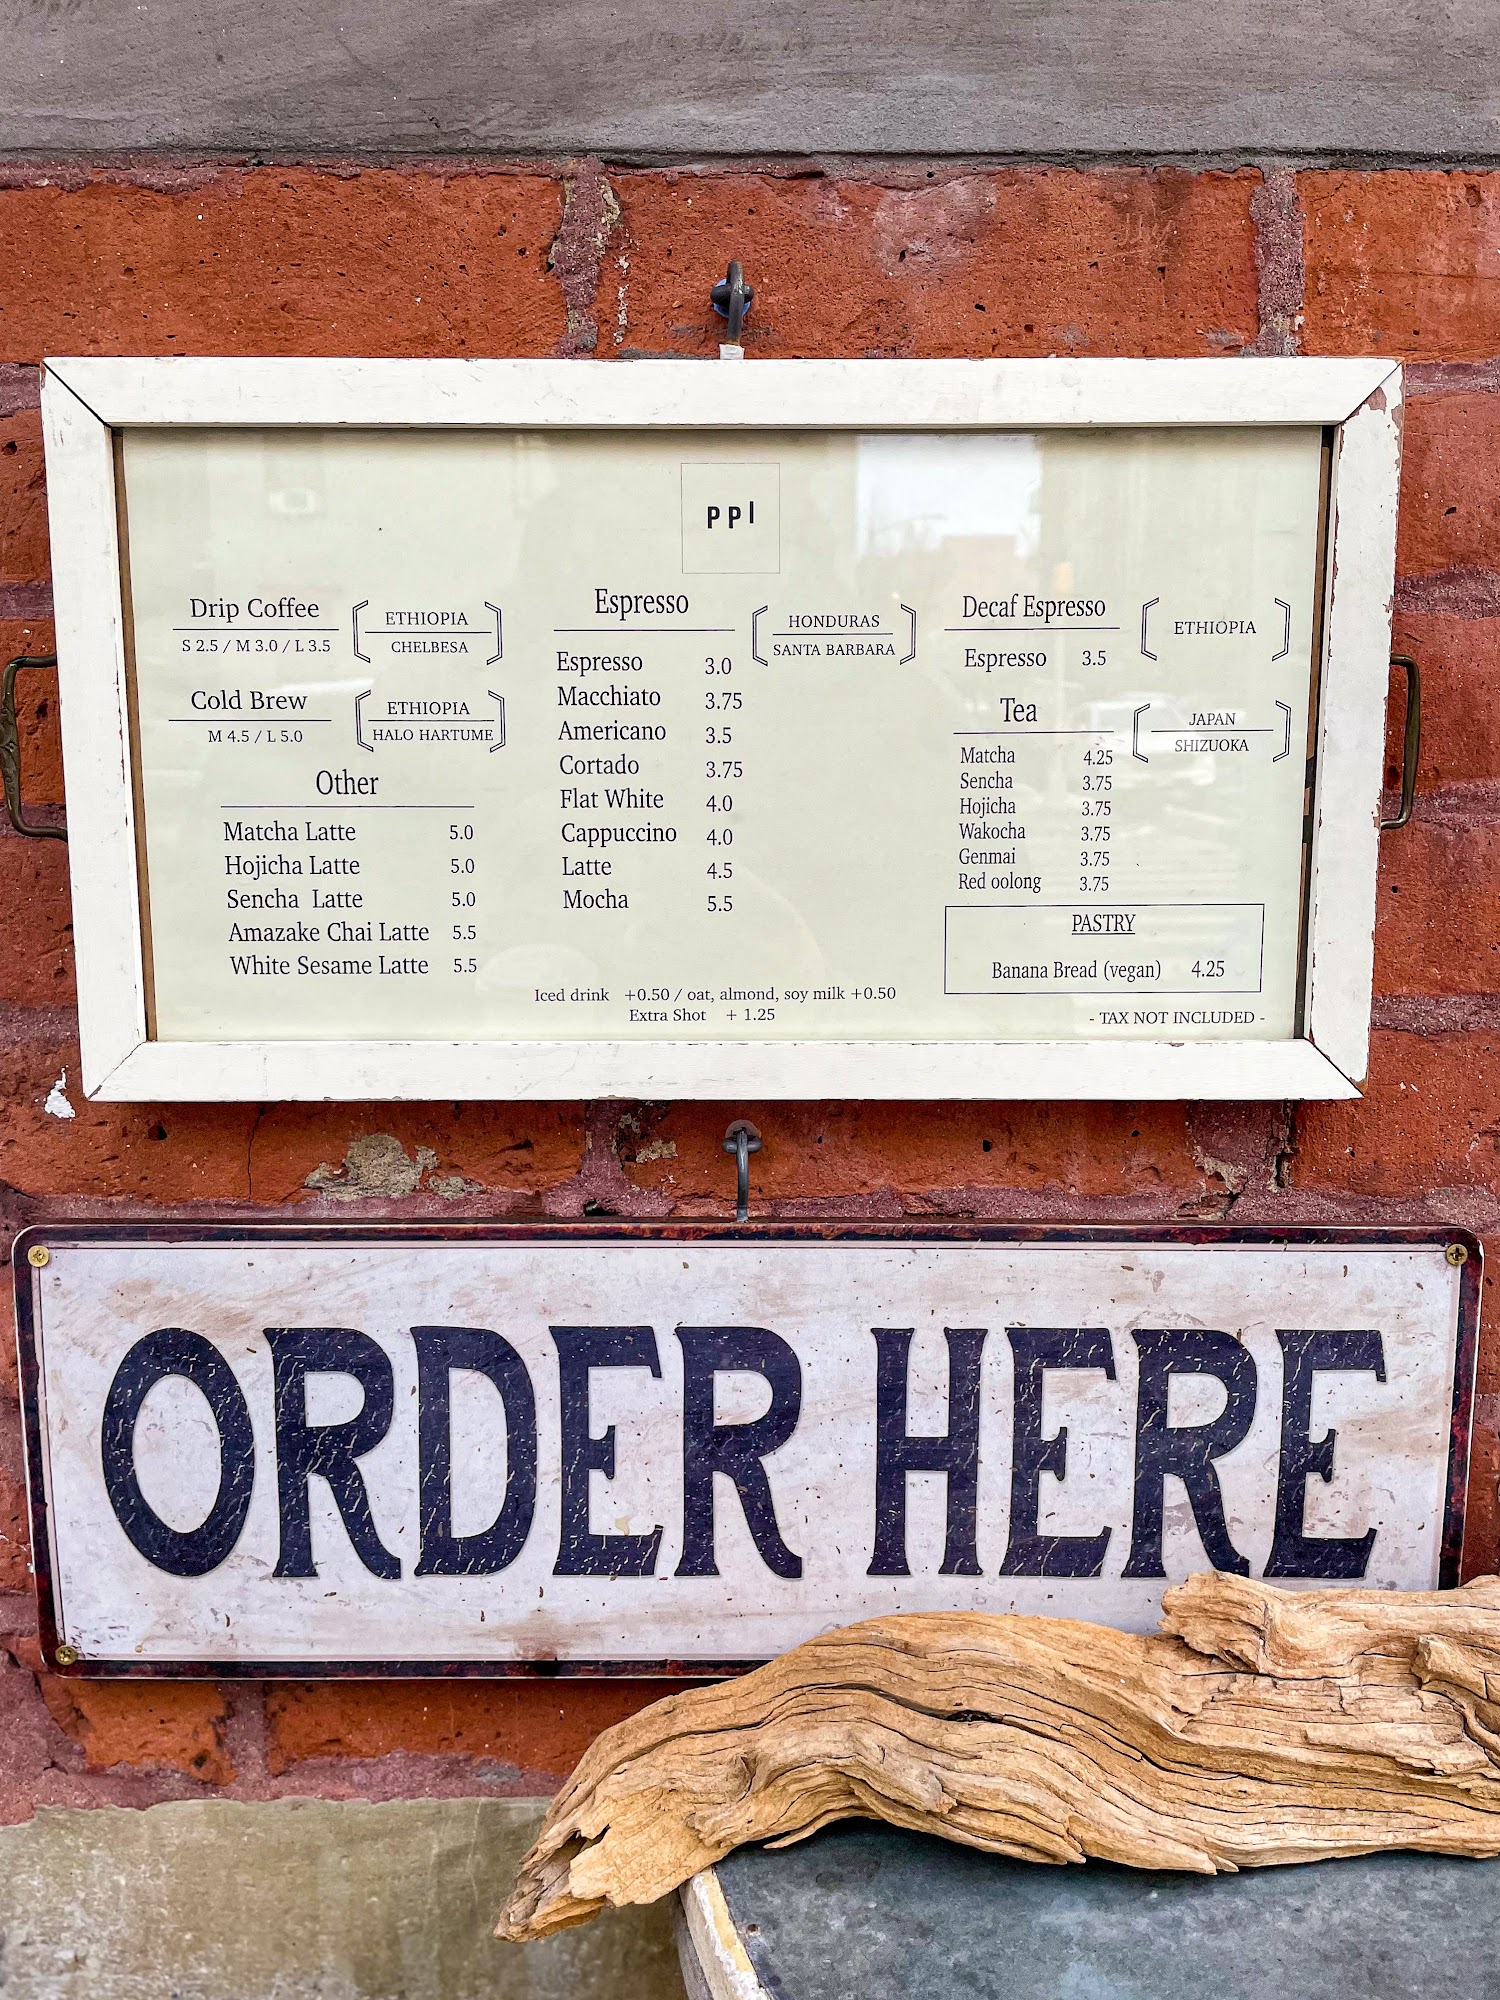 ppl
Drip Coffee
S 2.5 / M 3.0 / L 3.5
ETHIOPIA
CHELBESA
Cold Brew
M 4.5 / L 5.0
ETHIOPIA
HALO HARTUME
Other
Matcha Latte 5.0
Hojicha Latte 5.0
Sencha Latte 5.0
Amazake Chai Latte 5.5
White Sesame Latte 5.5
Espresso
HONDURAS
SANTA BARBARA
Espresso 3.0
Macchiato 3.75
Americano 3.5
Cortado 3.75
Flat White 4.0
Cappuccino 4.0
Latte 4.5
Mocha 5.5
Iced drink +0.50 / oat, almond, soy milk +0.50
Extra Shot + 1.25
Decaf Espresso
ETHIOPIA
Espresso 3.5
Tea
JAPAN
SHIZUOKA
Matcha 4.25
Sencha 3.75
Hojicha 3.75
Wakocha 3.75
Genmai 3.75
Red oolong 3.75
PASTRY
Banana Bread (vegan) 4.25
- TAX NOT INCLUDED -
ORDER HERE